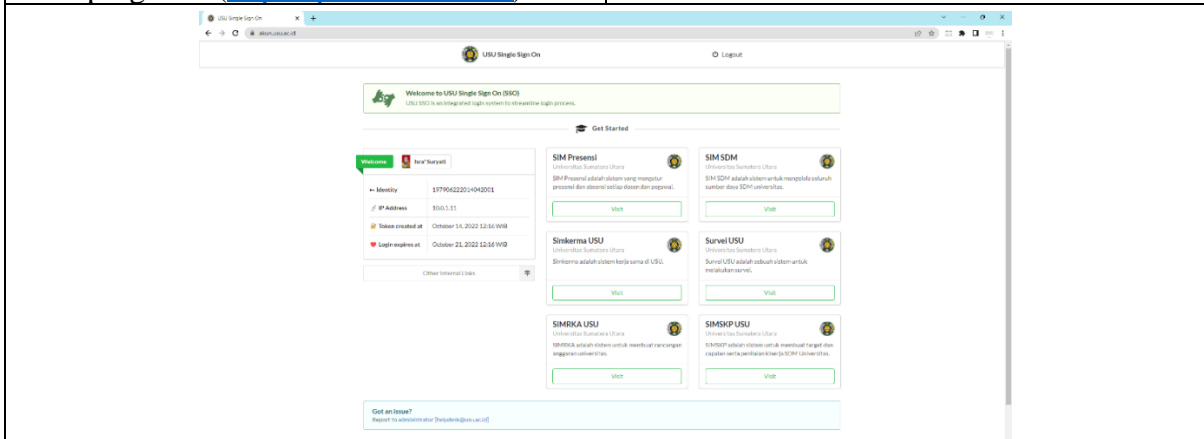 USU Single Sign On
akun.usu.ac.id
USU Single Sign On
Logout
Welcome to USU Single Sign On (SSO)
USU SSO is an integrated login system to streamline login process.
Get Started
Welcome
Isra' Suryati
Identity 197906222014042001
IP Address 10.0.1.11
Token created at October 14, 2022 12:16 WIB
Login expires at October 21, 2022 12:16 WIB
Other Internal Links
SIM Presensi
Universitas Sumatera Utara
SIM Presensi adalah sistem yang mengatur
presensi dan absensi setiap dosen dan pegawai.
Visit
SIM SDM
Universitas Sumatera Utara
SIM SDM adalah sistem untuk mengelola seluruh
sumber daya SDM universitas.
Visit
Simkerma USU
Universitas Sumatera Utara
Simkerma adalah sistem kerja sama di USU.
Visit
Survei USU
Universitas Sumatera Utara
Survei USU adalah sebuah sistem untuk
melakukan survei.
Visit
SIMRKA USU
Universitas Sumatera Utara
SIMRKA adalah sistem untuk membuat rancangan
anggaran universitas.
Visit
SIMSKP USU
Universitas Sumatera Utara
SIMSKP adalah sistem untuk membuat target dan
capaian serta penilaian kinerja SDM Universitas.
Visit
Got an issue?
Report to administrator [helpdesk@usu.ac.id]